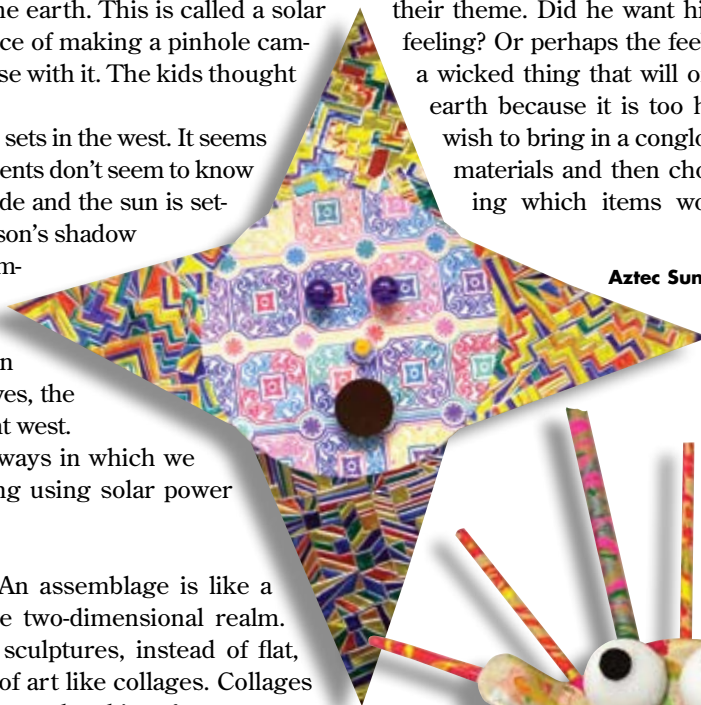 ne earth. This is called a solar
ce of making a pinhole cam-
se with it. The kids thought
sets in the west. It seems
ents don't seem to know
de and the sun is set-
son's shadow
m-
n
ves, the
nt west.
ways in which we
ng using solar power
An assemblage is like a
e two-dimensional realm.
sculptures, instead of flat,
of art like collages. Collages
their theme. Did he want hi
feeling? Or perhaps the fee
a wicked thing that will o
earth because it is too h
wish to bring in a conglo
materials and then cho
ing which items wo
Aztec Sun